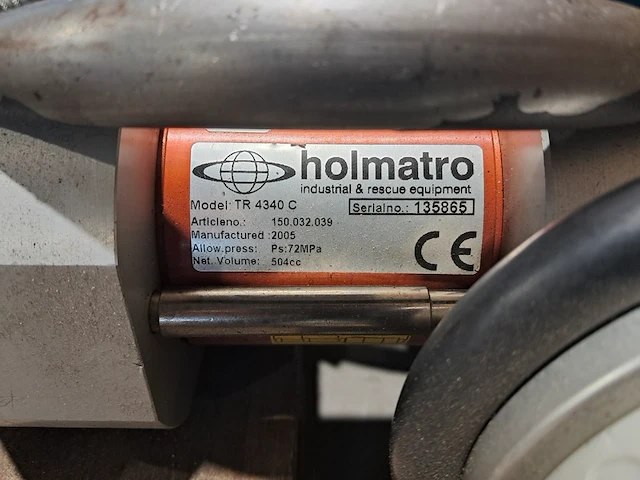 holmatro
industrial & rescue equipment
Model: TR 4340 C
Serialno.: 135865
Articleno.: 150.032.039
Manufactured : 2005
Allow.press: Ps:72MPa
Net. Volume: 504cc
CE